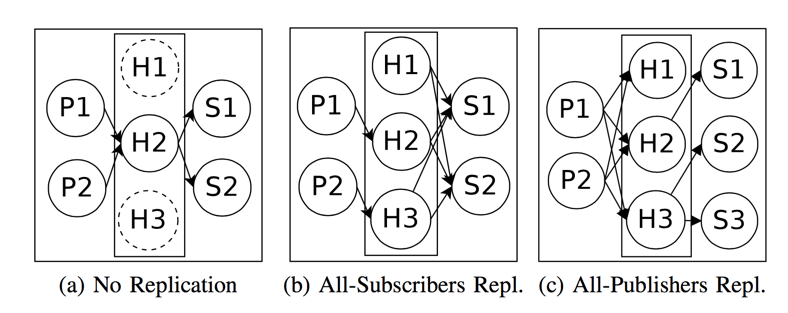 H1
P1
S1
H2
P2
S2
H3
(a) No Replication
H1
P1
S1
H2
P2
S2
H3
(b) All-Subscribers Repl.
H1
S1
P1
H2
S2
P2
H3
S3
(c) All-Publishers Repl.